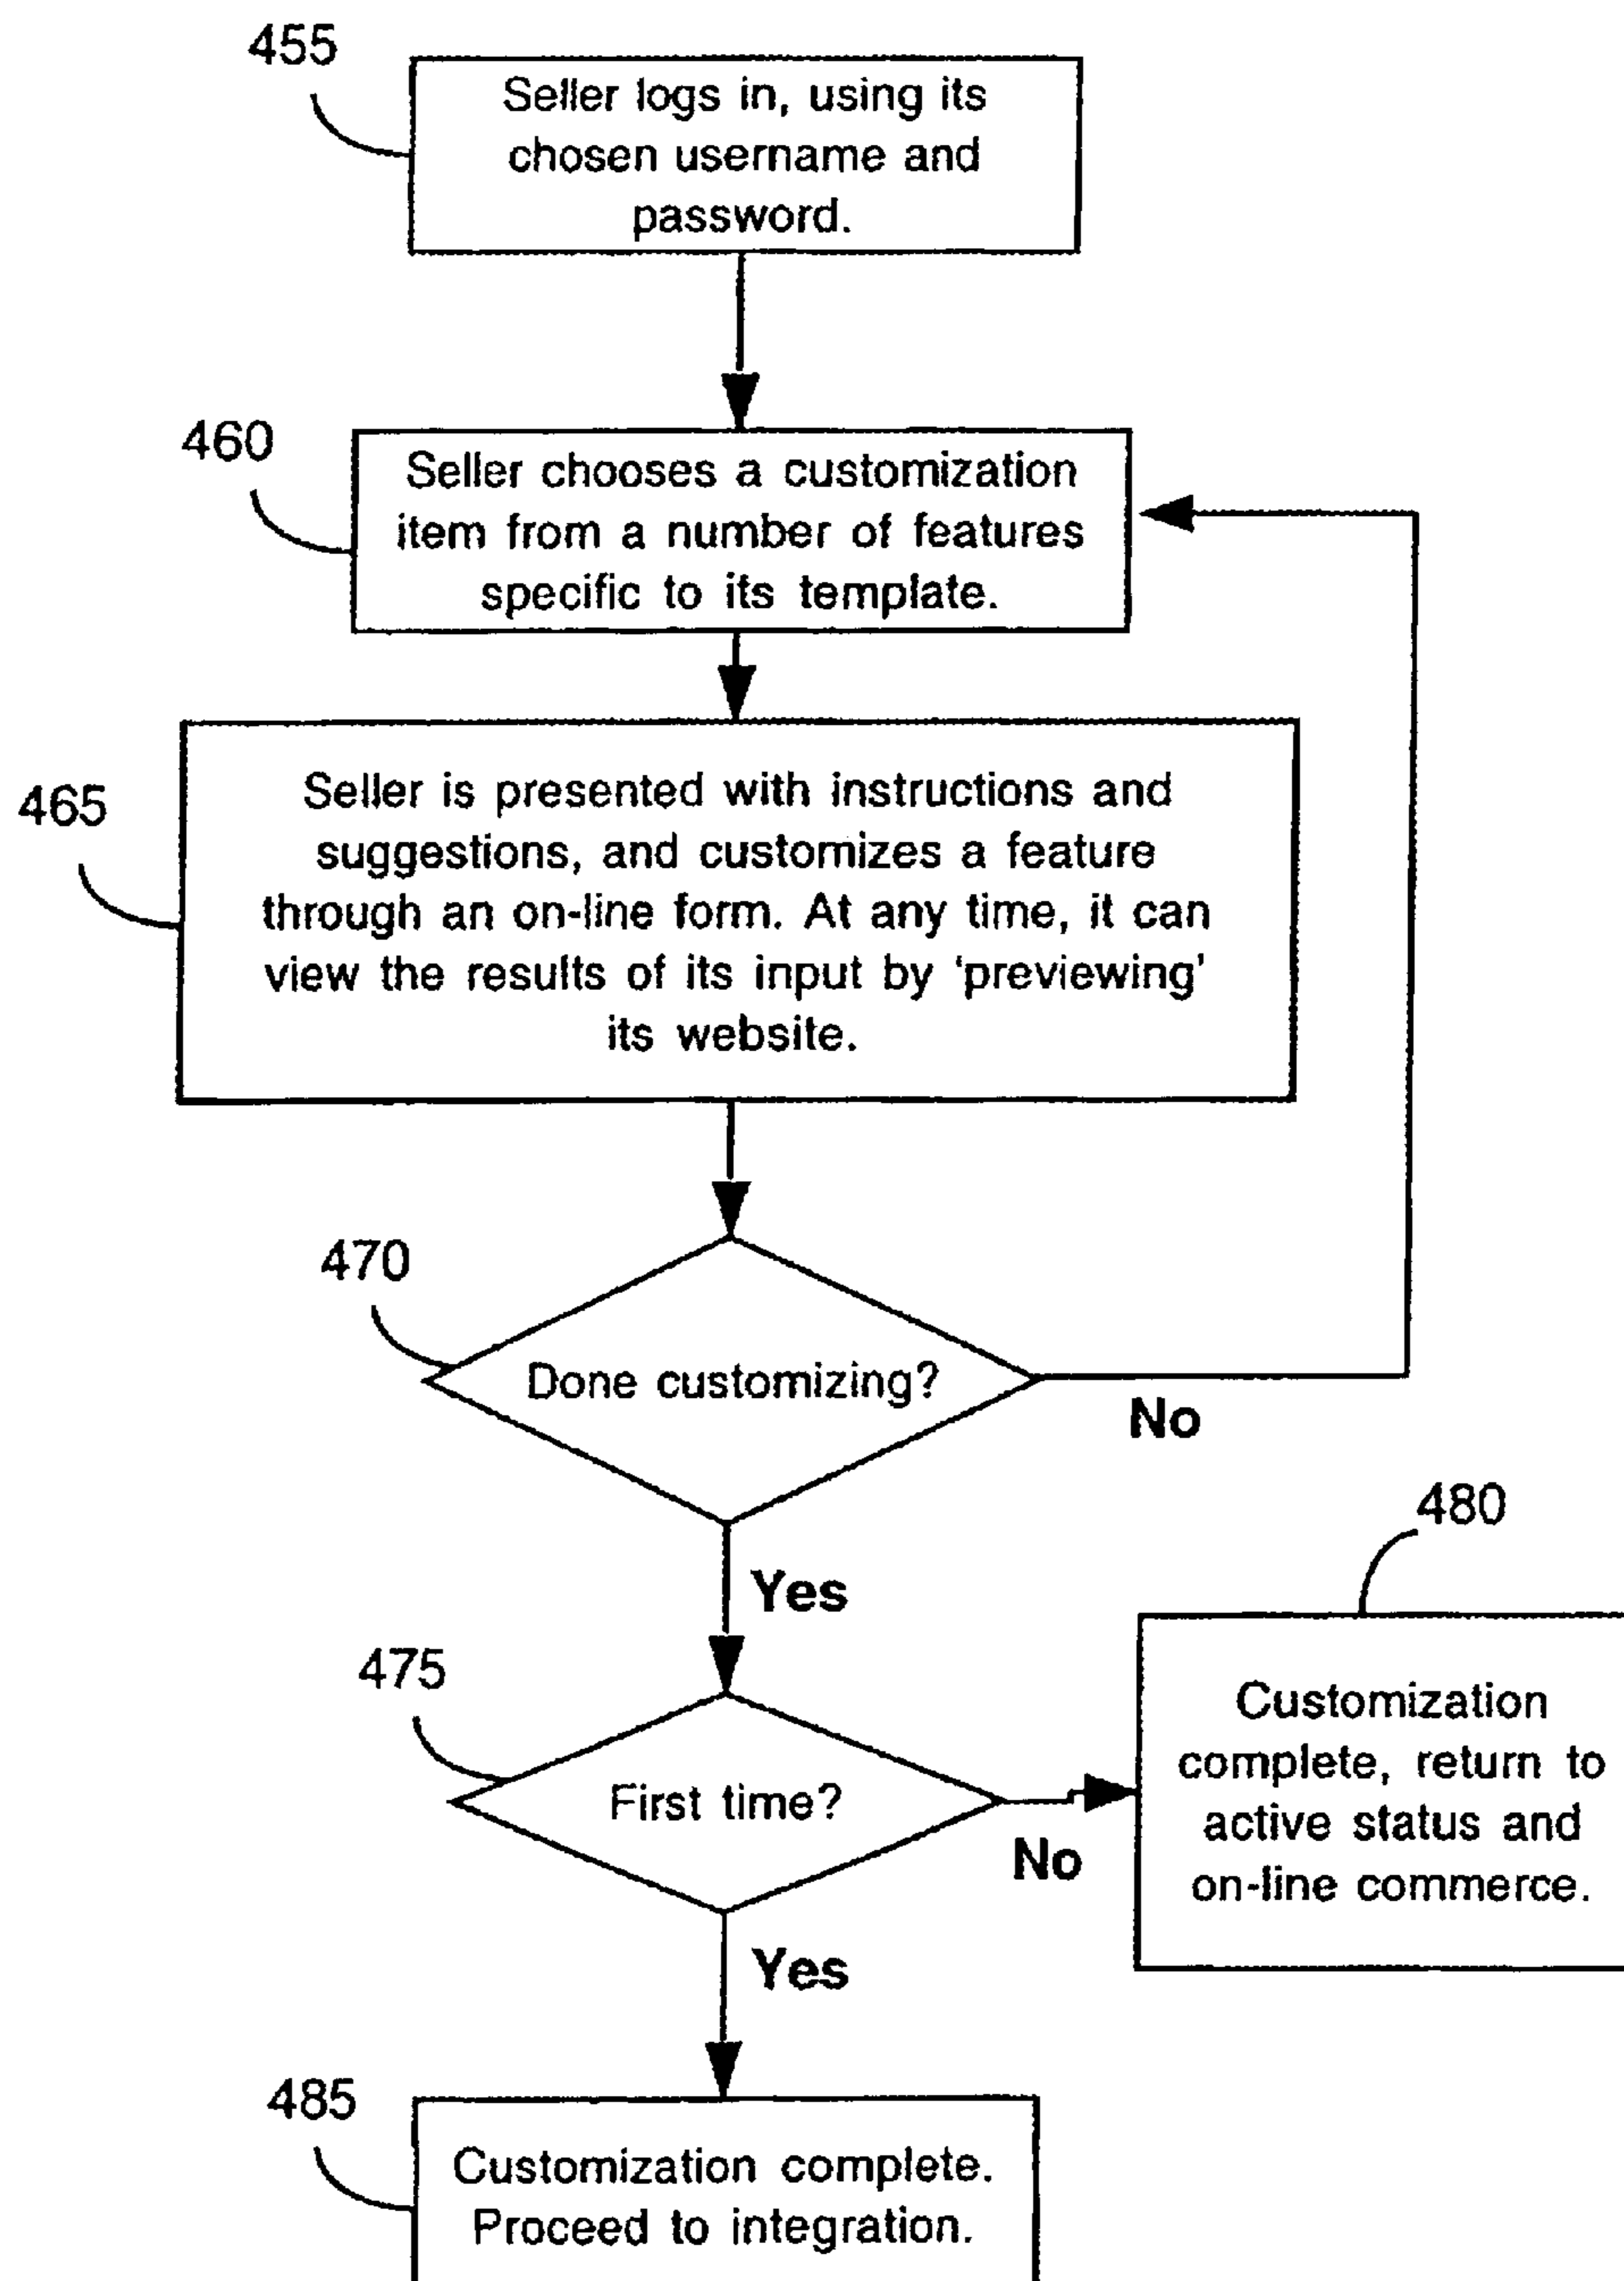 455
Seller logs in, using its
chosen username and
password.
460
Seller chooses a customization
item from a number of features
specific to its template.
465
Seller is presented with instructions and
suggestions, and customizes a feature
through an on-line form. At any time, it can
view the results of its input by ‘previewing’
its website.
470
Done customizing?
No
Yes
480
475
First time?
No
Customization
complete, return to
active status and
on-line commerce.
Yes
485
Customization complete.
Proceed to integration.